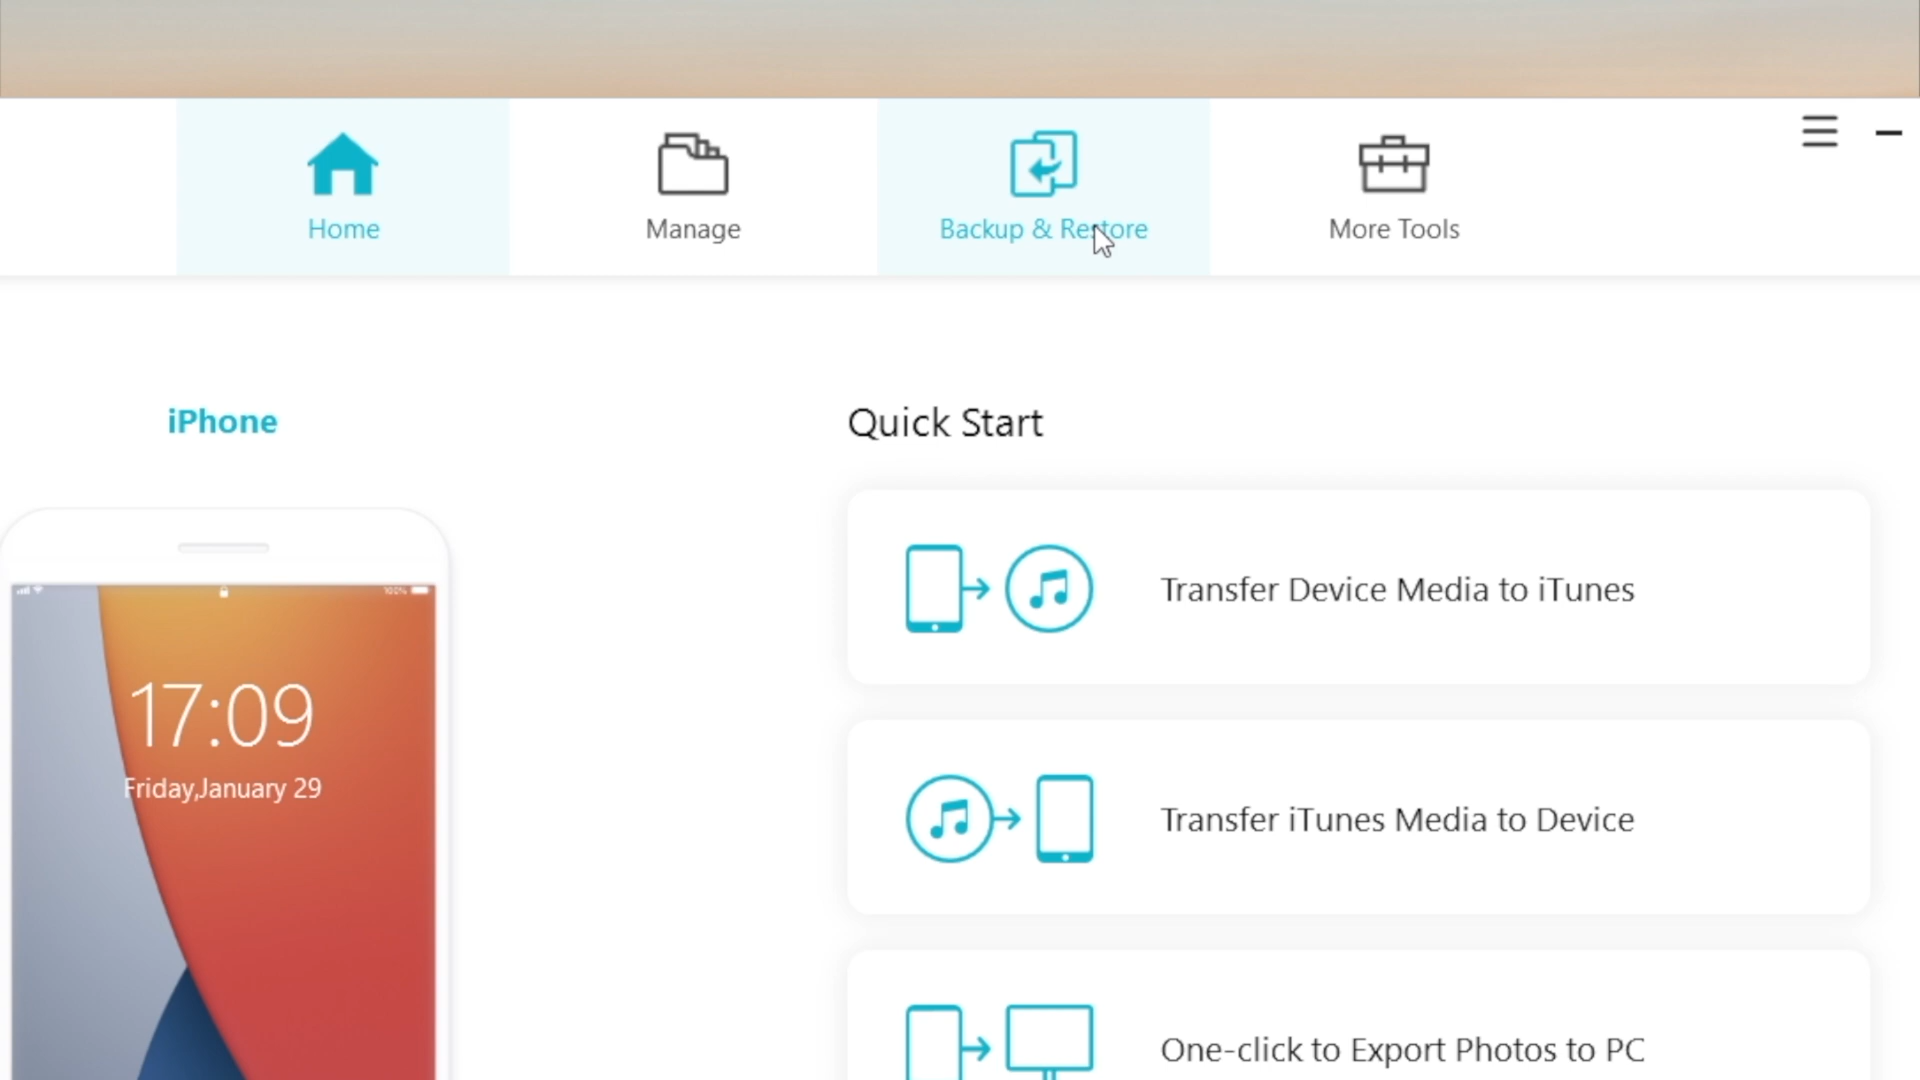 Home
Manage
Backup & Restore
More Tools
iPhone
Quick Start
100%
17:09
Friday,January 29
Transfer Device Media to iTunes
Transfer iTunes Media to Device
One-click to Export Photos to PC